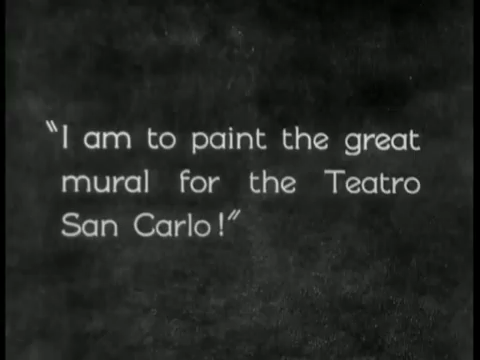 "I am to paint the great
mural for the Teatro
San Carlo!"